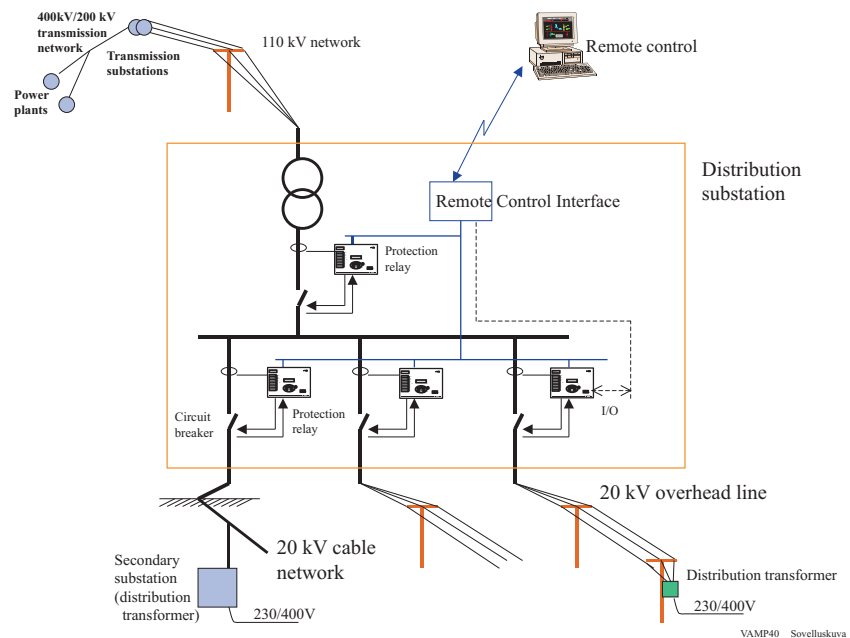 400kV/200 kV
transmission
network
Transmission
substations
Power
plants
110 kV network
Remote control
Distribution
substation
Remote Control Interface
Protection
relay
Circuit
breaker
Protection
relay
I/O
20 kV overhead line
20 kV cable
network
Secondary
substation
(distribution
transformer)
230/400V
Distribution transformer
230/400V
VAMP40 Sovelluskuva